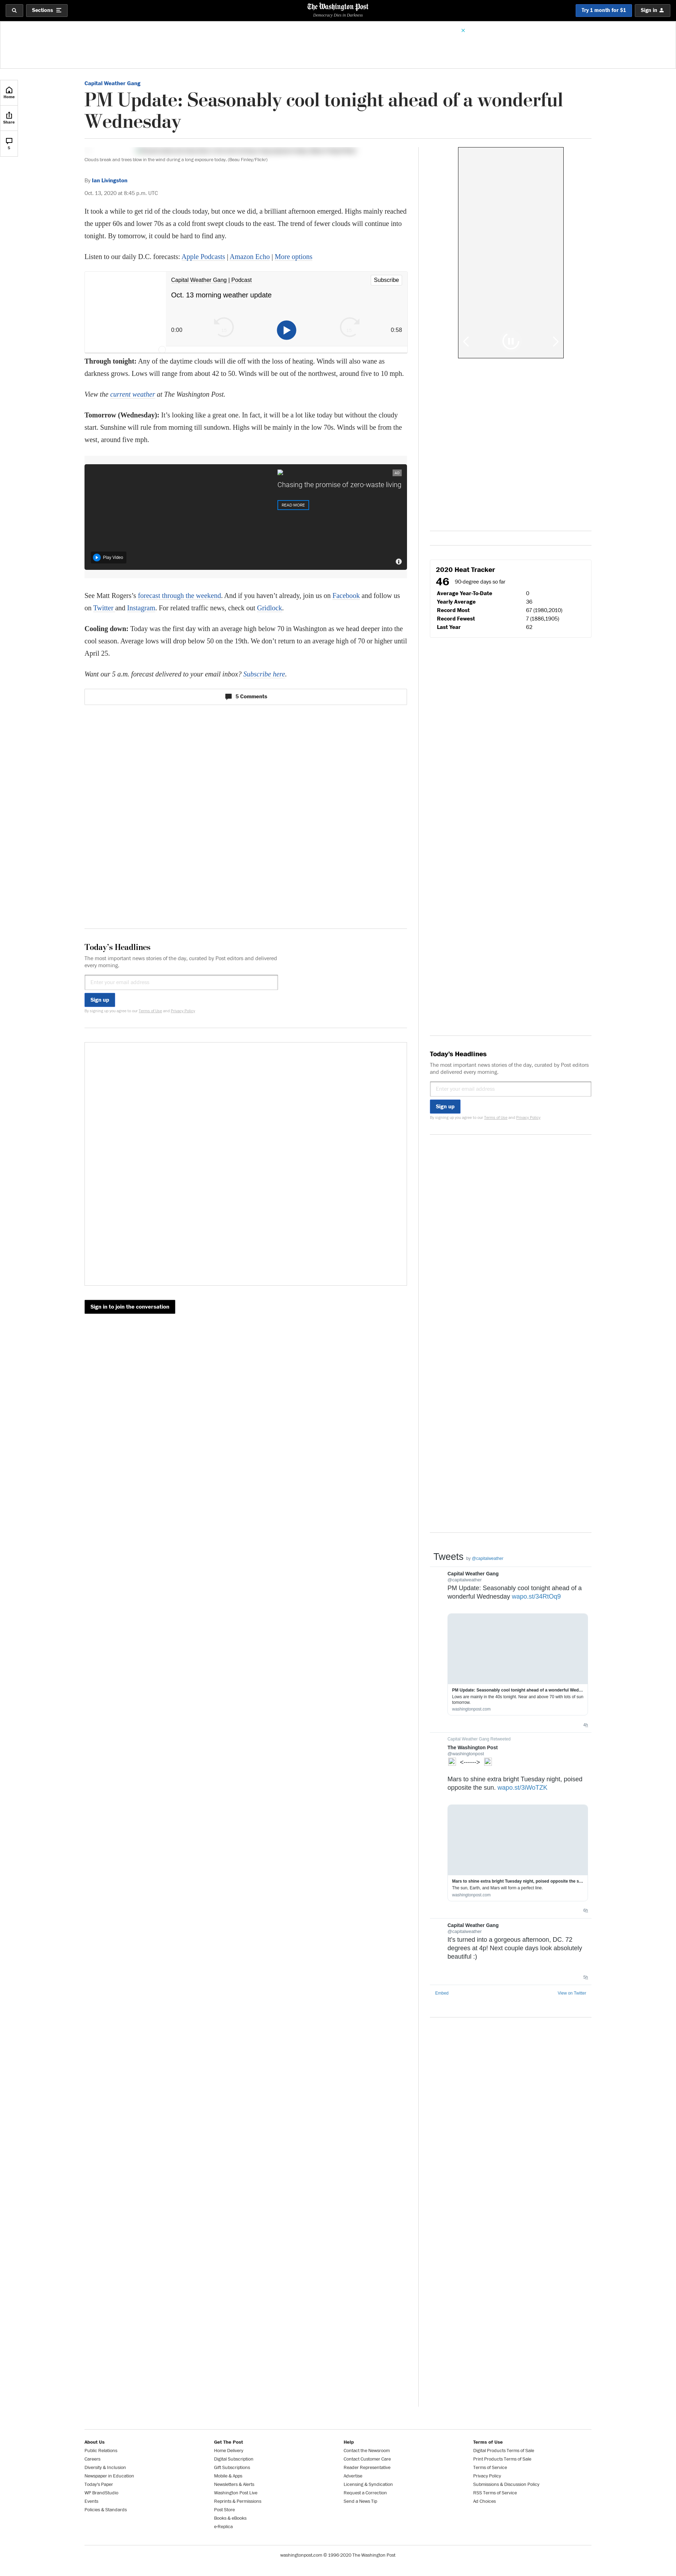 Sections
The Washington Post
Democracy Dies in Darkness
Try 1 month for $1
Sign in
Home
Share
5
Capital Weather Gang
PM Update: Seasonably cool tonight ahead of a wonderful
Wednesday
Clouds break and trees blow in the wind during a long exposure today. (Beau Finley/Flickr)
By Ian Livingston
Oct. 13, 2020 at 8:45 p.m. UTC
It took a while to get rid of the clouds today, but once we did, a brilliant afternoon emerged. Highs mainly reached
the upper 60s and lower 70s as a cold front swept clouds to the east. The trend of fewer clouds will continue into
tonight. By tomorrow, it could be hard to find any.
Listen to our daily D.C. forecasts: Apple Podcasts | Amazon Echo | More options
Capital Weather Gang | Podcast
Subscribe
Oct. 13 morning weather update
0:00
0:58
Through tonight: Any of the daytime clouds will die off with the loss of heating. Winds will also wane as
darkness grows. Lows will range from about 42 to 50. Winds will be out of the northwest, around five to 10 mph.
View the current weather at The Washington Post.
Tomorrow (Wednesday): It’s looking like a great one. In fact, it will be a lot like today but without the cloudy
start. Sunshine will rule from morning till sundown. Highs will be mainly in the low 70s. Winds will be from the
west, around five mph.
AD
Chasing the promise of zero-waste living
READ MORE
Play Video
See Matt Rogers’s forecast through the weekend. And if you haven’t already, join us on Facebook and follow us
on Twitter and Instagram. For related traffic news, check out Gridlock.
Cooling down: Today was the first day with an average high below 70 in Washington as we head deeper into the
cool season. Average lows will drop below 50 on the 19th. We don’t return to an average high of 70 or higher until
April 25.
Want our 5 a.m. forecast delivered to your email inbox? Subscribe here.
5 Comments
Today’s Headlines
The most important news stories of the day, curated by Post editors and delivered
every morning.
Enter your email address
Sign up
By signing up you agree to our Terms of Use and Privacy Policy
Sign in to join the conversation
2020 Heat Tracker
46 90-degree days so far
Average Year-To-Date 0
Yearly Average 36
Record Most 67 (1980,2010)
Record Fewest 7 (1886,1905)
Last Year 62
Today’s Headlines
The most important news stories of the day, curated by Post editors
and delivered every morning.
Enter your email address
Sign up
By signing up you agree to our Terms of Use and Privacy Policy
Tweets by @capitalweather
Capital Weather Gang
@capitalweather
PM Update: Seasonably cool tonight ahead of a
wonderful Wednesday wapo.st/34RtOq9
PM Update: Seasonably cool tonight ahead of a wonderful Wed…
Lows are mainly in the 40s tonight. Near and above 70 with lots of sun
tomorrow.
washingtonpost.com
4h
Capital Weather Gang Retweeted
The Washington Post
@washingtonpost
<------->
Mars to shine extra bright Tuesday night, poised
opposite the sun. wapo.st/3lWoTZK
Mars to shine extra bright Tuesday night, poised opposite the s…
The sun, Earth, and Mars will form a perfect line.
washingtonpost.com
Capital Weather Gang
@capitalweather
It's turned into a gorgeous afternoon, DC. 72
degrees at 4p! Next couple days look absolutely
beautiful :)
Embed
View on Twitter
About Us
Public Relations
Careers
Diversity & Inclusion
Newspaper in Education
Today's Paper
WP BrandStudio
Events
Policies & Standards
Get The Post
Home Delivery
Digital Subscription
Gift Subscriptions
Mobile & Apps
Newsletters & Alerts
Washington Post Live
Reprints & Permissions
Post Store
Books & eBooks
e-Replica
Help
Contact the Newsroom
Contact Customer Care
Reader Representative
Advertise
Licensing & Syndication
Request a Correction
Send a News Tip
Terms of Use
Digital Products Terms of Sale
Print Products Terms of Sale
Terms of Service
Privacy Policy
Submissions & Discussion Policy
RSS Terms of Service
Ad Choices
washingtonpost.com © 1996-2020 The Washington Post